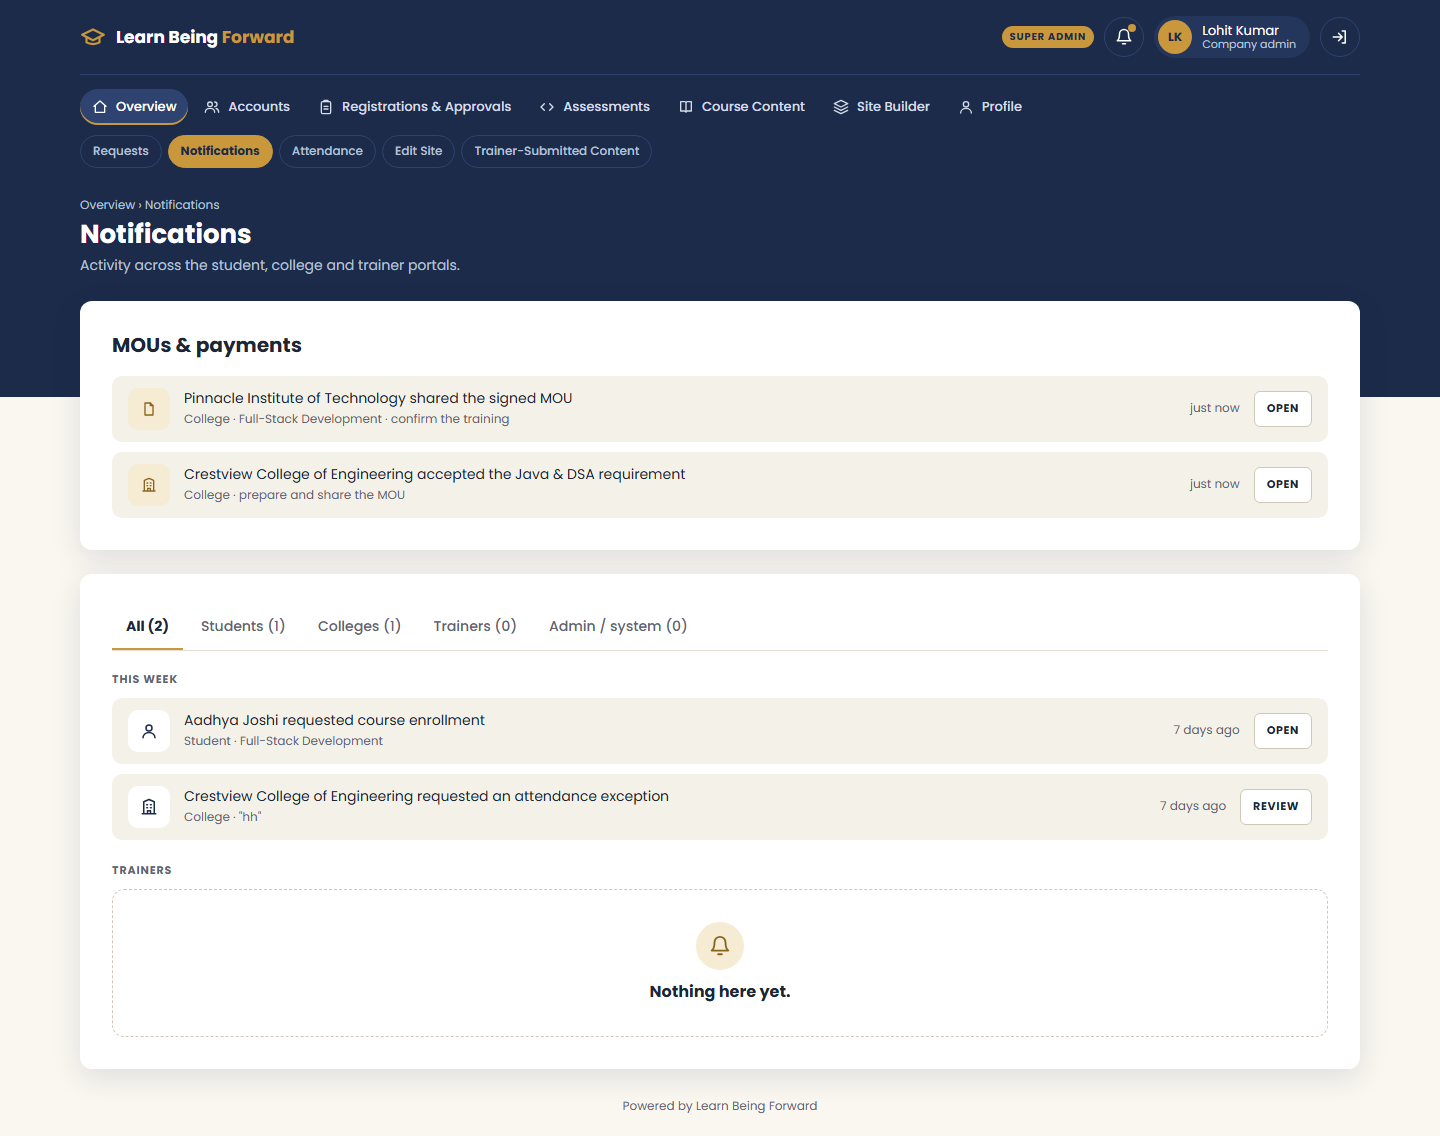 Learn Being Forward
SUPER ADMIN
LK
Lohit Kumar
Company admin
Overview
Accounts
Registrations & Approvals
Assessments
Course Content
Site Builder
Profile
Requests
Notifications
Attendance
Edit Site
Trainer-Submitted Content
Overview › Notifications
Notifications
Activity across the student, college and trainer portals.
MOUs & payments
Pinnacle Institute of Technology shared the signed MOU
College · Full-Stack Development · confirm the training
just now
OPEN
Crestview College of Engineering accepted the Java & DSA requirement
College · prepare and share the MOU
just now
OPEN
All (2)
Students (1)
Colleges (1)
Trainers (0)
Admin / system (0)
THIS WEEK
Aadhya Joshi requested course enrollment
Student · Full-Stack Development
7 days ago
OPEN
Crestview College of Engineering requested an attendance exception
College · "hh"
7 days ago
REVIEW
TRAINERS
Nothing here yet.
Powered by Learn Being Forward